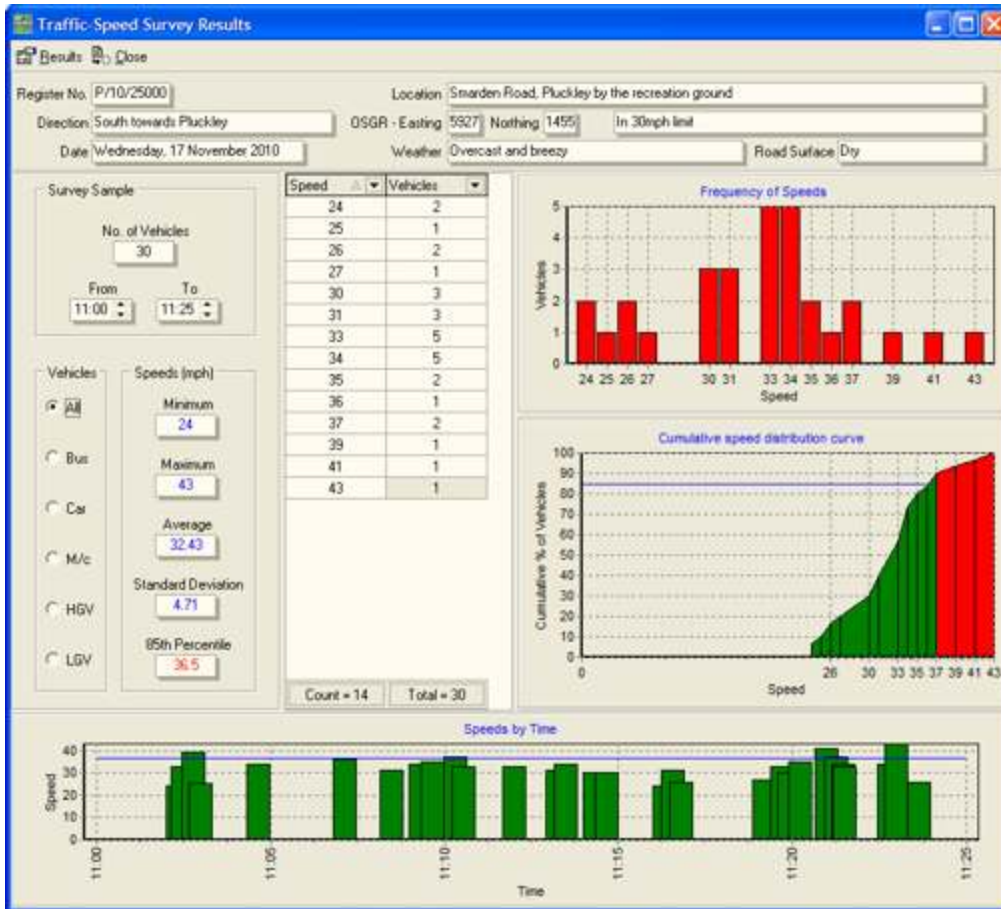 Traffic-Speed Survey Results
Results Close
Register No. P/10/25000 Location Smarden Road, Pluckley by the recreation ground
Direction South towards Pluckley OSGR - Easting 5927 Northing 1455 In 30mph limit
Date Wednesday, 17 November 2010 Weather Overcast and breezy Road Surface Dry
Survey Sample
No. of Vehicles
30
From To
11:00 11:25
Vehicles
All
Bus
Car
M/c
HGV
LGV
Speeds (mph)
Minimum
24
Maximum
43
Average
32.43
Standard Deviation
4.71
85th Percentile
36.5
Speed Vehicles
24 2
25 1
26 2
27 1
30 3
31 3
33 5
34 5
35 2
36 1
37 2
39 1
41 1
43 1
Count = 14 Total = 30
Frequency of Speeds
Vehicles
5
4
3
2
1
0
24 25 26 27 30 31 33 34 35 36 37 39 41 43
Speed
Cumulative speed distribution curve
Cumulative % of Vehicles
100
90
80
70
60
50
40
30
20
10
0
0 26 30 33 35 37 39 41 43
Speed
Speeds by Time
Speed
40
30
20
10
0
11:00 11:05 11:10 11:15 11:20 11:25
Time